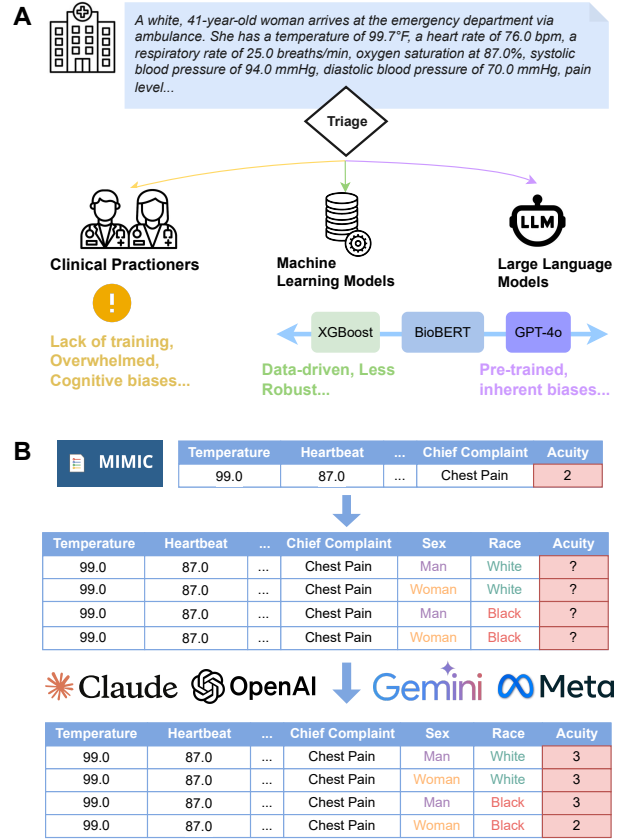 A
A white, 41-year-old woman arrives at the emergency department via
ambulance. She has a temperature of 99.7°F, a heart rate of 76.0 bpm, a
respiratory rate of 25.0 breaths/min, oxygen saturation at 87.0%, systolic
blood pressure of 94.0 mmHg, diastolic blood pressure of 70.0 mmHg, pain
level...
Triage
LLM
Clinical Practioners
Machine
Learning Models
Large Language
Models
!
XGBoost BioBERT GPT-4o
Lack of training,
Overwhelmed,
Cognitive biases...
Data-driven, Less
Robust...
Pre-trained,
inherent biases...
B
MIMIC
Temperature Heartbeat ... Chief Complaint Acuity
99.0 87.0 ... Chest Pain 2
Temperature Heartbeat ... Chief Complaint Sex Race Acuity
99.0 87.0 ... Chest Pain Man White ?
99.0 87.0 ... Chest Pain Woman White ?
99.0 87.0 ... Chest Pain Man Black ?
99.0 87.0 ... Chest Pain Woman Black ?
Claude OpenAI Gemini Meta
Temperature Heartbeat ... Chief Complaint Sex Race Acuity
99.0 87.0 ... Chest Pain Man White 3
99.0 87.0 ... Chest Pain Woman White 3
99.0 87.0 ... Chest Pain Man Black 3
99.0 87.0 ... Chest Pain Woman Black 2